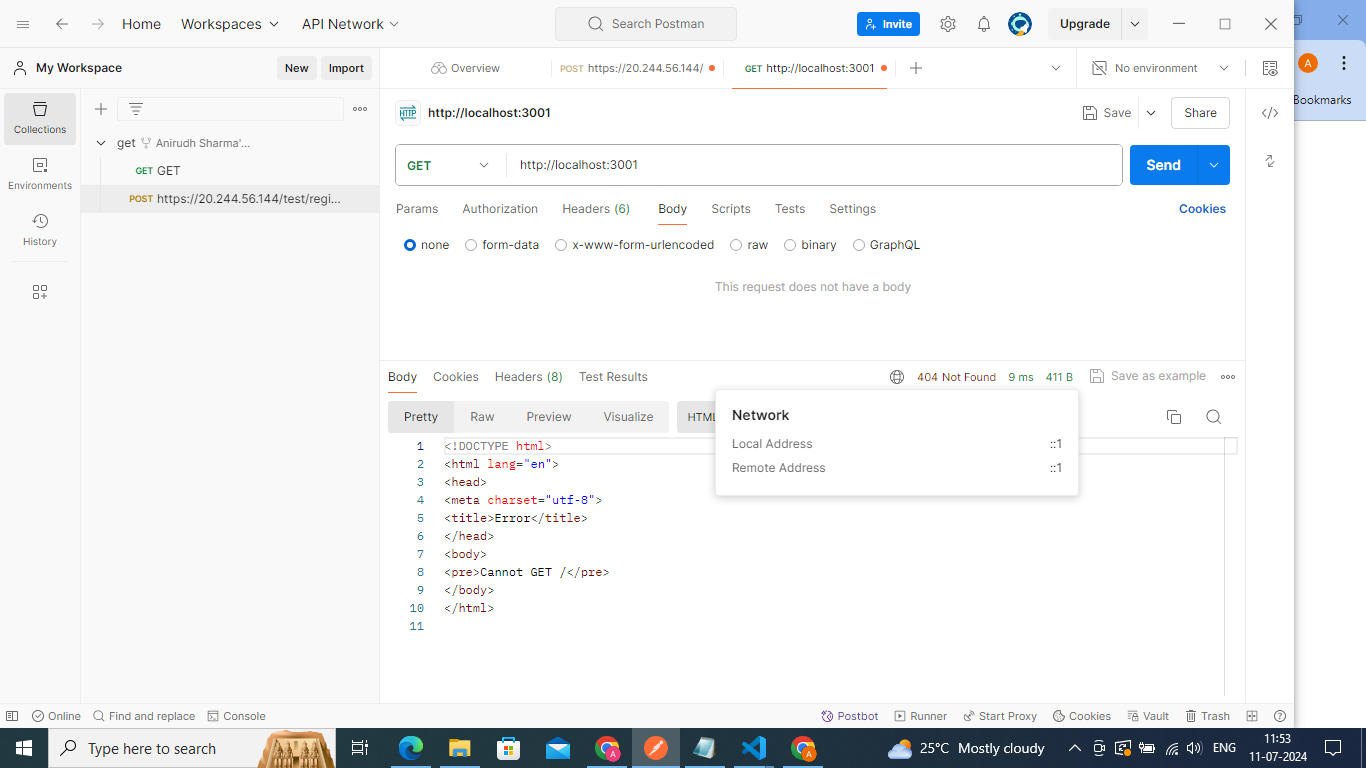 Home
Workspaces
API Network
Search Postman
Invite
Upgrade
A
Bookmarks
My Workspace
New
Import
Overview
POST https://20.244.56.144/
GET http://localhost:3001
No environment
Collections
Environments
History
get
Anirudh Sharma'...
GET GET
POST https://20.244.56.144/test/regi...
HTTP
http://localhost:3001
Save
Share
GET
http://localhost:3001
Send
Params
Authorization
Headers (6)
Body
Scripts
Tests
Settings
Cookies
none
form-data
x-www-form-urlencoded
raw
binary
GraphQL
This request does not have a body
Body
Cookies
Headers (8)
Test Results
404 Not Found
9 ms
411 B
Save as example
Pretty
Raw
Preview
Visualize
HTML
Network
Local Address ::1
Remote Address ::1
1 <!DOCTYPE html>
2 <html lang="en">
3 <head>
4 <meta charset="utf-8">
5 <title>Error</title>
6 </head>
7 <body>
8 <pre>Cannot GET /</pre>
9 </body>
10 </html>
11
Online
Find and replace
Console
Postbot
Runner
Start Proxy
Cookies
Vault
Trash
Type here to search
A
A
25°C Mostly cloudy
ENG
11:53
11-07-2024